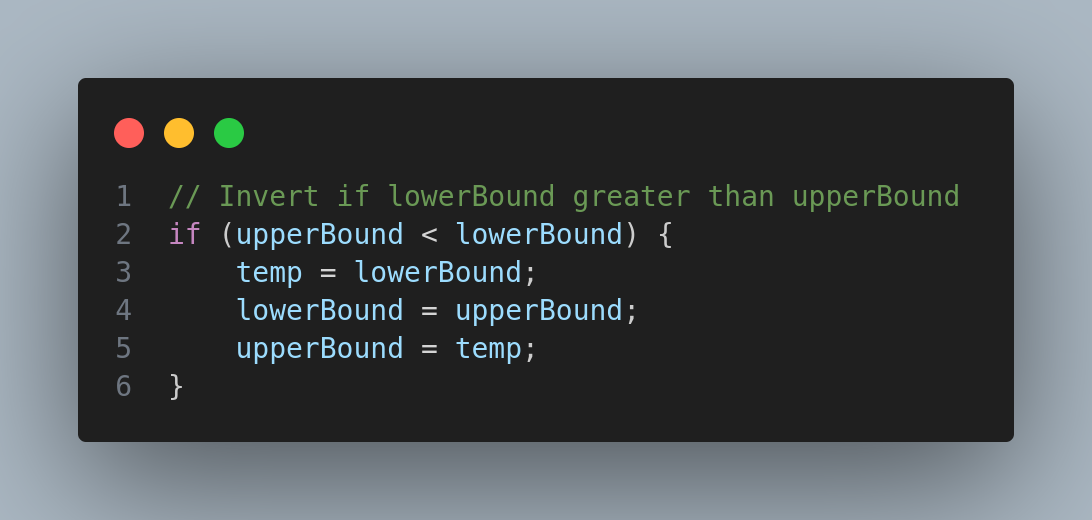 1 // Invert if lowerBound greater than upperBound
2 if (upperBound < lowerBound) {
3     temp = lowerBound;
4     lowerBound = upperBound;
5     upperBound = temp;
6 }